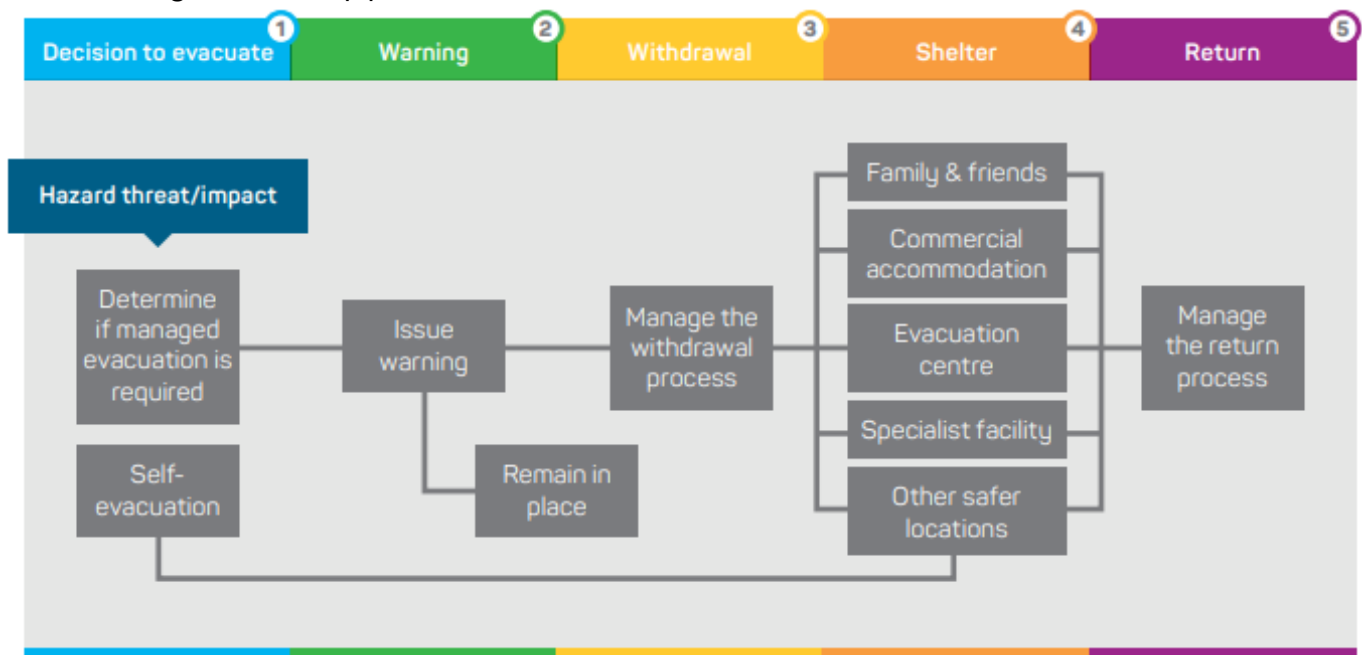 Decision to evacuate
1
Warning
2
Withdrawal
3
Shelter
4
Return
5
Hazard threat/impact
Determine
if managed
evacuation is
required
Self-
evacuation
Issue
warning
Remain in
place
Manage the
withdrawal
process
Family & friends
Commercial
accommodation
Evacuation
centre
Specialist facility
Other safer
locations
Manage
the return
process